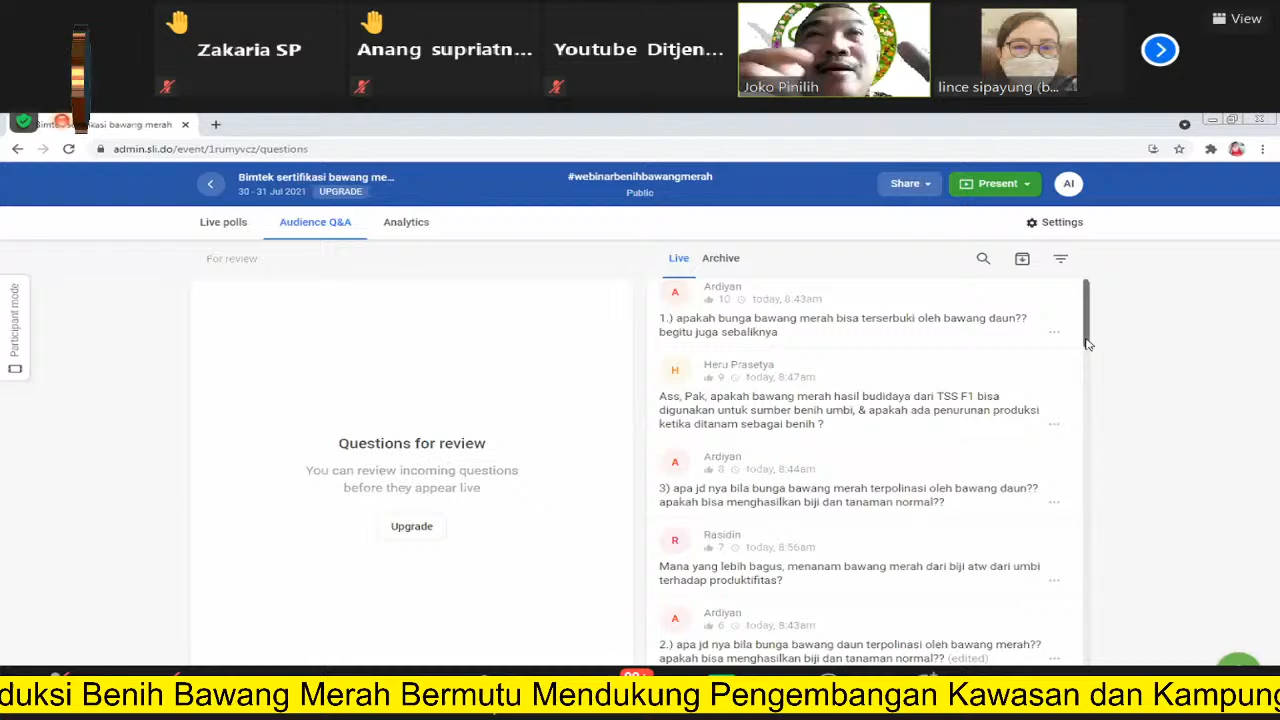 Zakaria SP
Anang supriatn...
Youtube Ditjen...
Joko Pinilih
lince sipayung (b...
View
Bimtek sertifikasi bawang merah
admin.sli.do/event/1rumyvcz/questions
Bimtek sertifikasi bawang me...
30 - 31 Jul 2021 UPGRADE
#webinarbenihbawangmerah
Public
Share
Present
AI
Live polls
Audience Q&A
Analytics
Settings
Participant mode
For review
Questions for review
You can review incoming questions
before they appear live
Upgrade
Live
Archive
A
Ardiyan
10 today, 8:43am
1.) apakah bunga bawang merah bisa terserbuki oleh bawang daun??
begitu juga sebaliknya
H
Heru Prasetya
9 today, 8:47am
Ass, Pak, apakah bawang merah hasil budidaya dari TSS F1 bisa
digunakan untuk sumber benih umbi, & apakah ada penurunan produksi
ketika ditanam sebagai benih ?
A
Ardiyan
8 today, 8:44am
3) apa jd nya bila bunga bawang merah terpolinasi oleh bawang daun??
apakah bisa menghasilkan biji dan tanaman normal??
R
Rasidin
7 today, 8:56am
Mana yang lebih bagus, menanam bawang merah dari biji atw dari umbi
terhadap produktifitas?
A
Ardiyan
6 today, 8:43am
2.) apa jd nya bila bunga bawang daun terpolinasi oleh bawang merah??
apakah bisa menghasilkan biji dan tanaman normal?? (edited)
duksi Benih Bawang Merah Bermutu Mendukung Pengembangan Kawasan dan Kampung